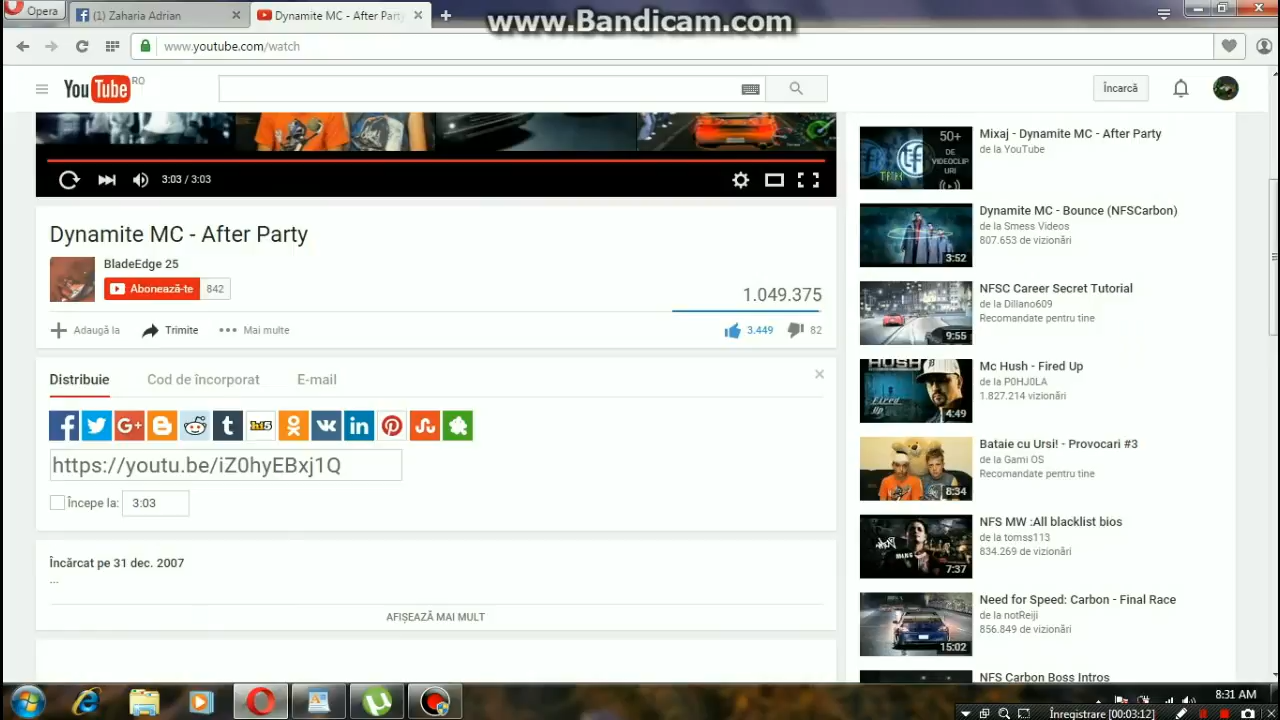 www.Bandicam.com
Opera
(1) Zaharia Adrian
Dynamite MC - After Party
www.youtube.com/watch
YouTube RO
Încarcă
3:03 / 3:03
Dynamite MC - After Party
BladeEdge 25
Abonează-te 842
1.049.375
Adaugă la
Trimite
Mai multe
3.449
82
Distribuie
Cod de încorporat
E-mail
hi5
https://youtu.be/iZ0hyEBxj1Q
Începe la: 3:03
Încărcat pe 31 dec. 2007
...
AFIȘEAZĂ MAI MULT
50+
DE
VIDEOCLIP
URI
Mixaj - Dynamite MC - After Party
de la YouTube
3:52
Dynamite MC - Bounce (NFSCarbon)
de la Smess Videos
807.653 de vizionări
9:55
NFSC Career Secret Tutorial
de la Dillano609
Recomandate pentru tine
4:49
Mc Hush - Fired Up
de la P0HJ0LA
1.827.214 vizionări
8:34
Bataie cu Ursi! - Provocari #3
de la Gami OS
Recomandate pentru tine
7:37
NFS MW :All blacklist bios
de la tomss113
834.269 de vizionări
15:02
Need for Speed: Carbon - Final Race
de la notReiji
856.849 de vizionări
NFS Carbon Boss Intros
8:31 AM
Înregistrare [00:03:12]